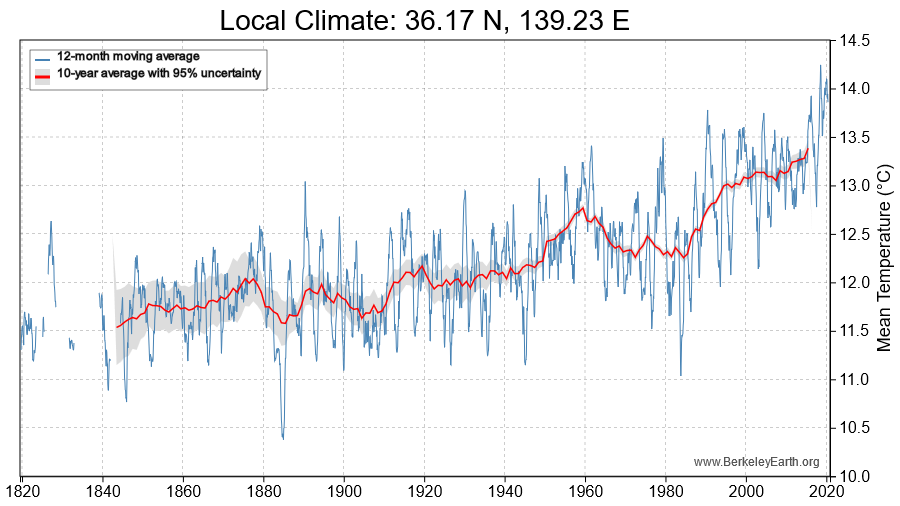 Local Climate: 36.17 N, 139.23 E
12-month moving average
10-year average with 95% uncertainty
14.5
14.0
13.5
13.0
12.5
12.0
11.5
11.0
10.5
10.0
Mean Temperature (°C)
www.BerkeleyEarth.org
1820 1840 1860 1880 1900 1920 1940 1960 1980 2000 2020